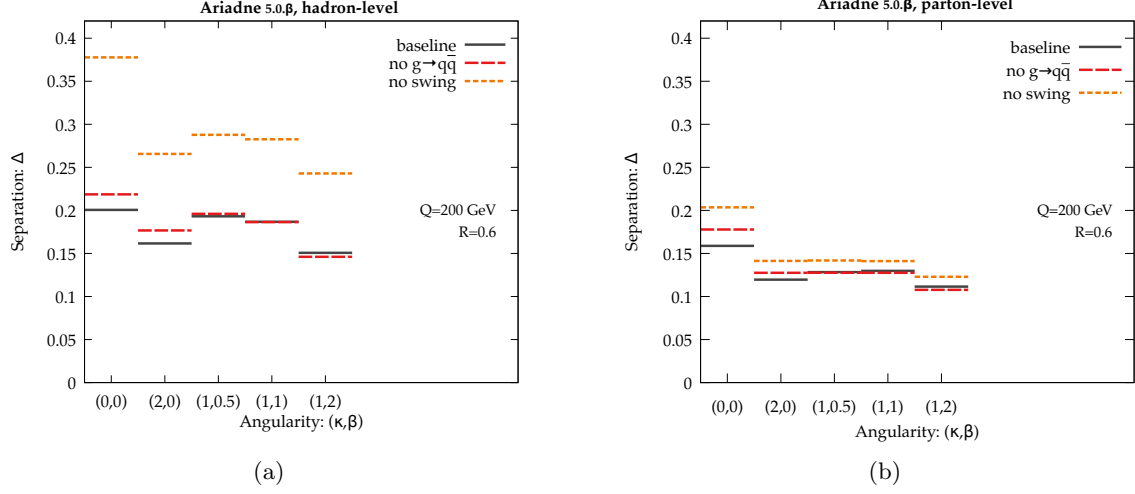 Ariadne 5.0.β, hadron-level
0.4
0.35
0.3
0.25
0.2
0.15
0.1
0.05
0
Separation: Δ
baseline
no g→qq̅
no swing
Q=200 GeV
R=0.6
(0,0) (2,0) (1,0.5) (1,1) (1,2)
Angularity: (κ,β)
(a)
Ariadne 5.0.β, parton-level
0.4
0.35
0.3
0.25
0.2
0.15
0.1
0.05
0
Separation: Δ
baseline
no g→qq̅
no swing
Q=200 GeV
R=0.6
(0,0) (2,0) (1,0.5) (1,1) (1,2)
Angularity: (κ,β)
(b)